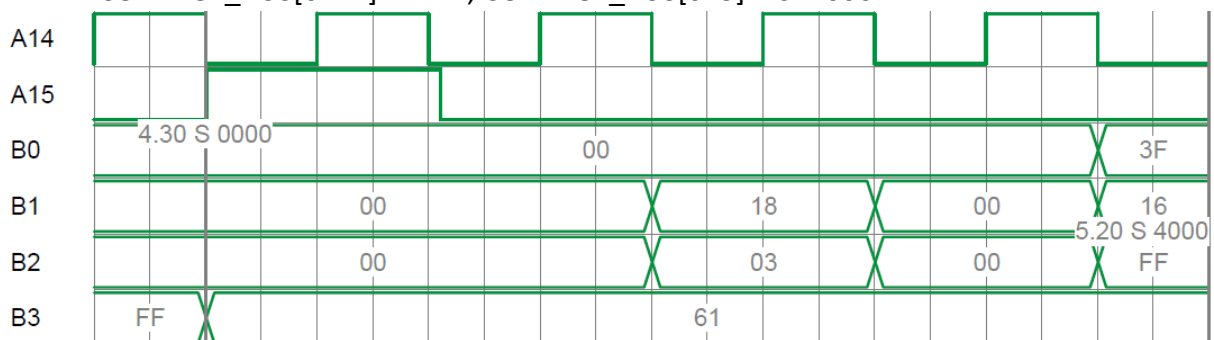 A14
A15
4.30 S 0000
B0 00 3F
B1 00 18 00 16
5.20 S 4000
B2 00 03 00 FF
B3 FF 61